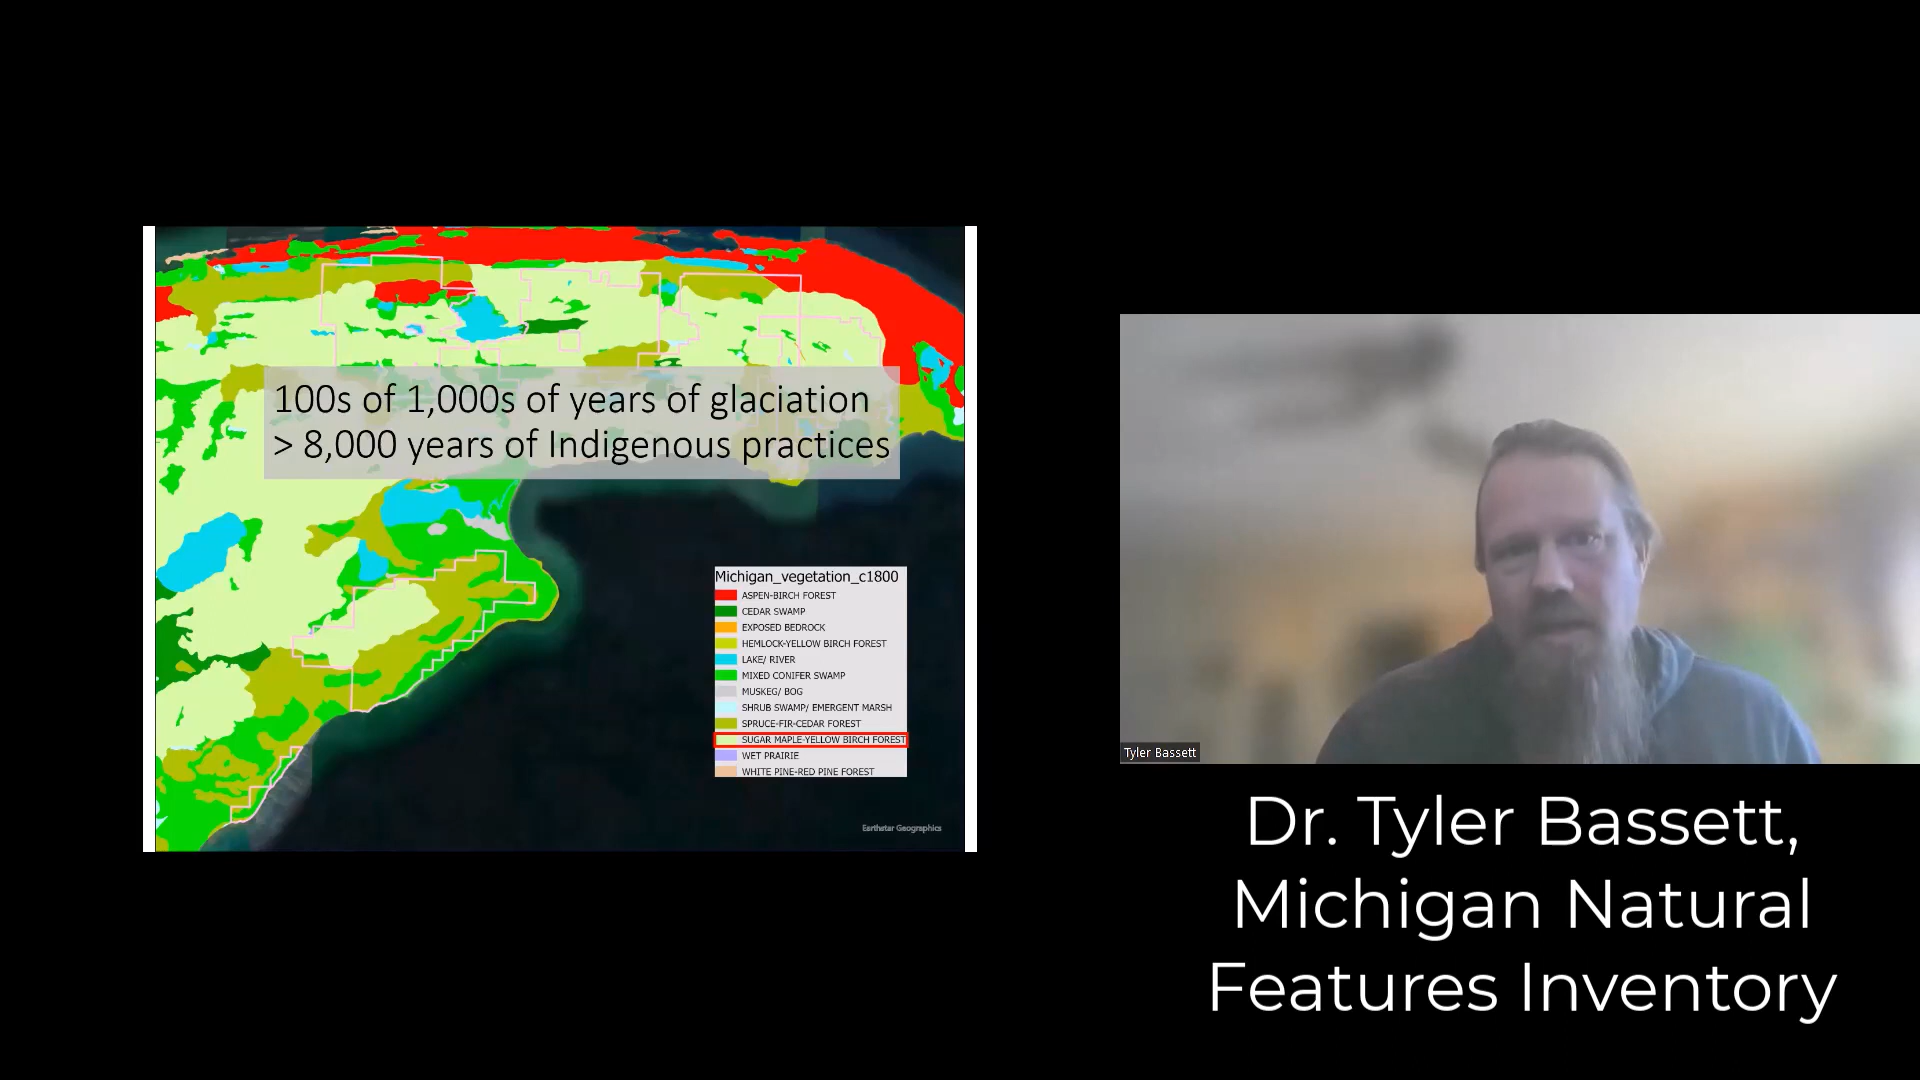 100s of 1,000s of years of glaciation
> 8,000 years of Indigenous practices
Michigan_vegetation_c1800
ASPEN-BIRCH FOREST
CEDAR SWAMP
EXPOSED BEDROCK
HEMLOCK-YELLOW BIRCH FOREST
LAKE/ RIVER
MIXED CONIFER SWAMP
MUSKEG/ BOG
SHRUB SWAMP/ EMERGENT MARSH
SPRUCE-FIR-CEDAR FOREST
SUGAR MAPLE-YELLOW BIRCH FOREST
WET PRAIRIE
WHITE PINE-RED PINE FOREST
Earthstar Geographics
Tyler Bassett
Dr. Tyler Bassett,
Michigan Natural
Features Inventory